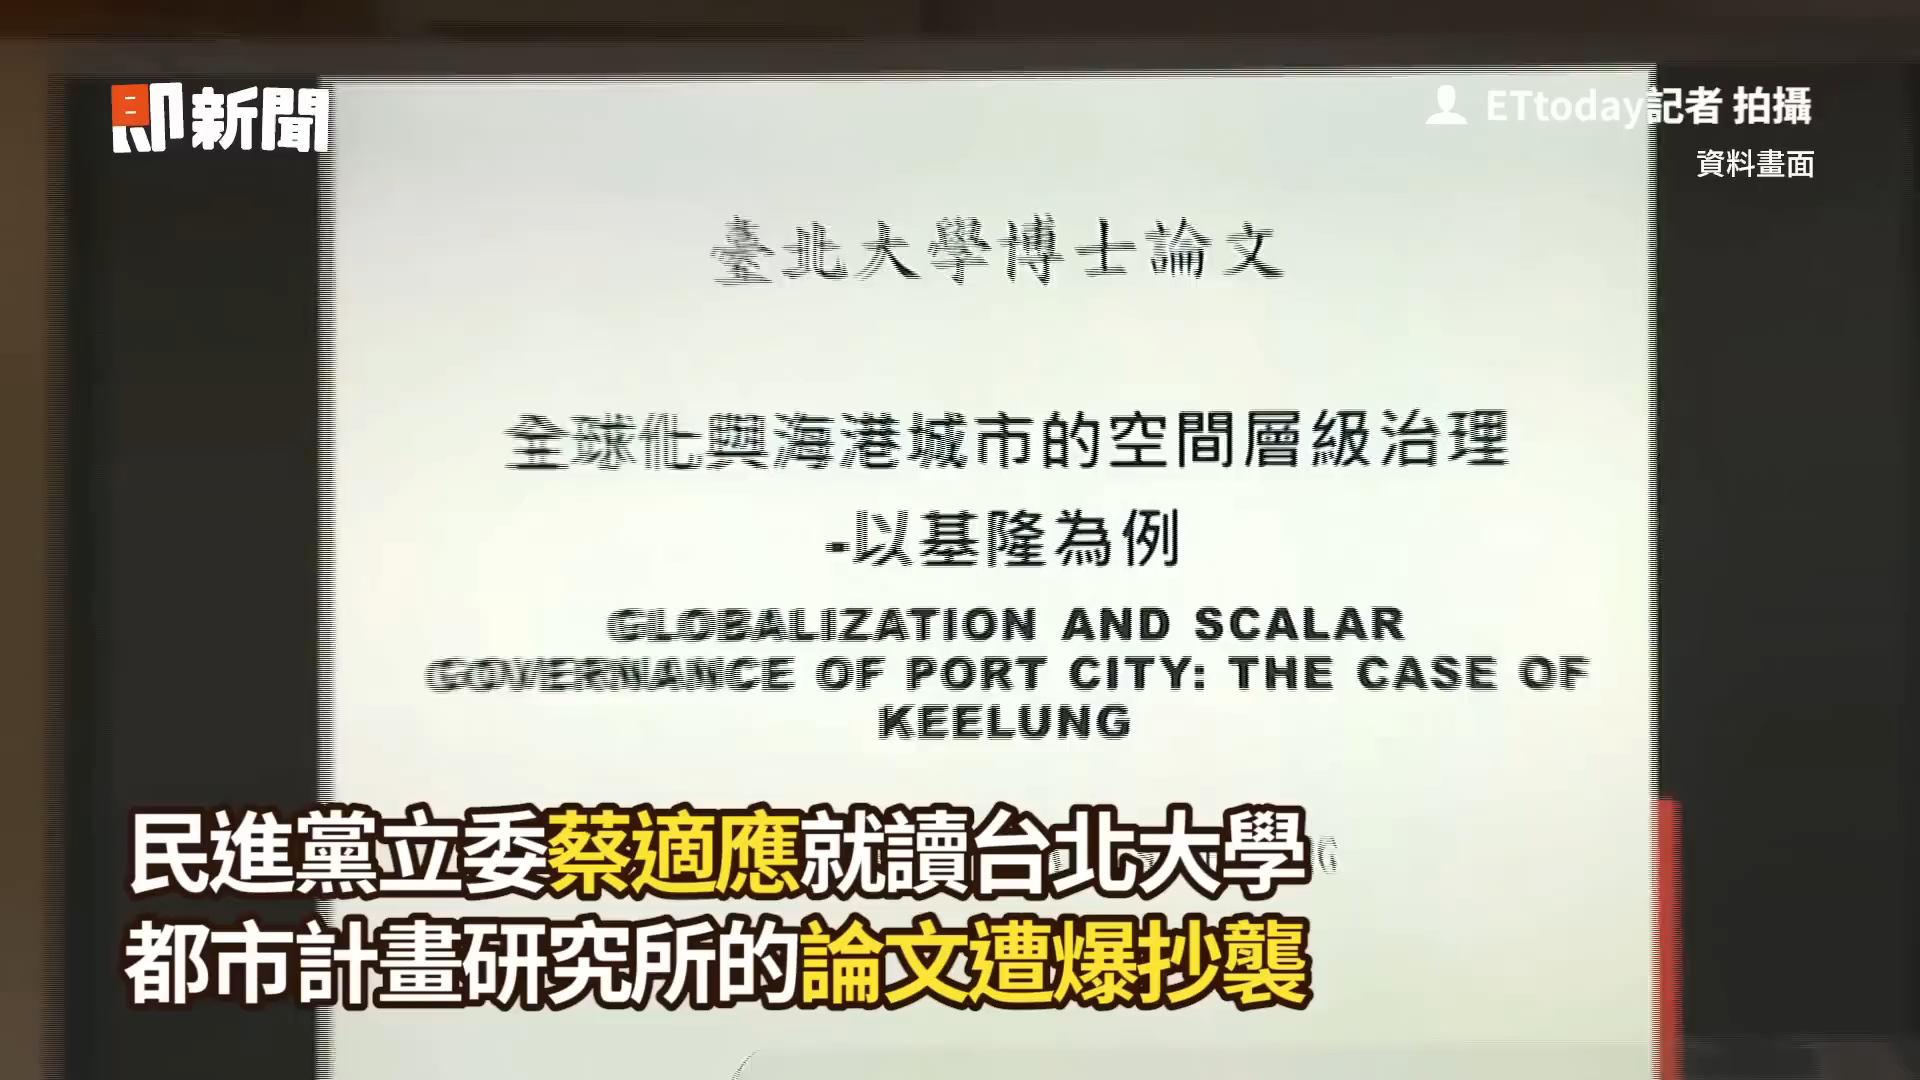 即新聞
ETtoday記者 拍攝
資料畫面
臺北大學博士論文
全球化與海港城市的空間層級治理
-以基隆為例
GLOBALIZATION AND SCALAR
GOVERNANCE OF PORT CITY: THE CASE OF
KEELUNG
民進黨立委蔡適應就讀台北大學
都市計畫研究所的論文遭爆抄襲